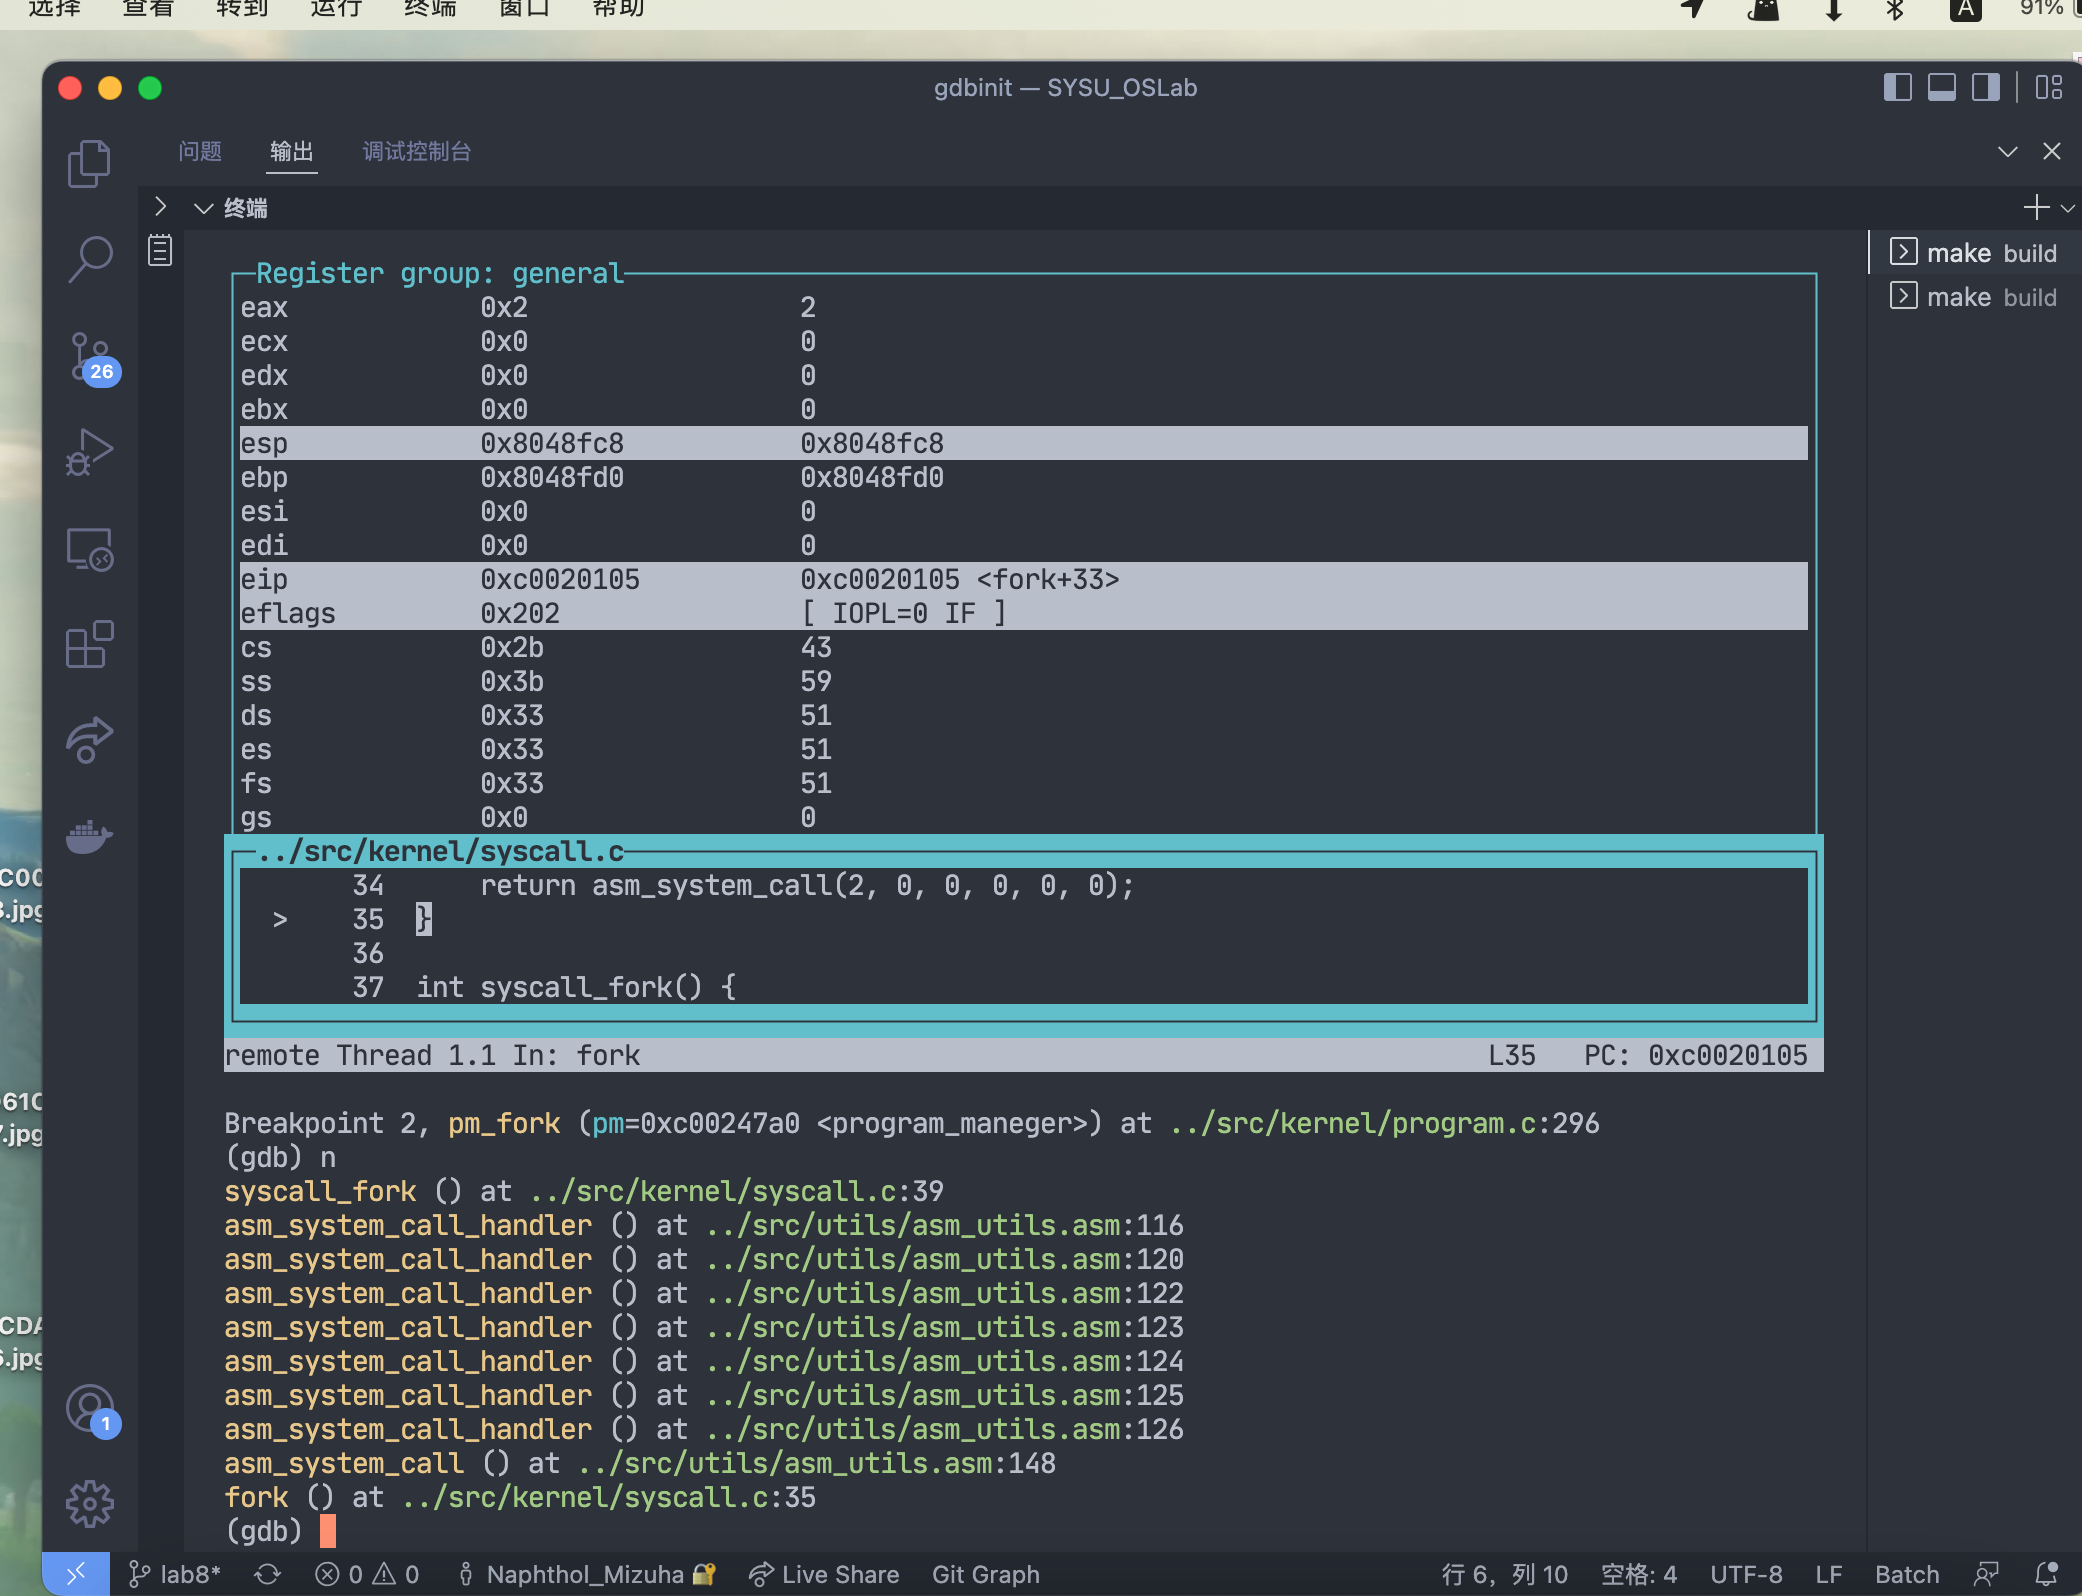 选择 查看 转到 运行 终端 窗口 帮助 A 91%
gdbinit — SYSU_OSLab
问题 输出 调试控制台
终端
make build
make build
26
1
Register group: general
eax 0x2 2
ecx 0x0 0
edx 0x0 0
ebx 0x0 0
esp 0x8048fc8 0x8048fc8
ebp 0x8048fd0 0x8048fd0
esi 0x0 0
edi 0x0 0
eip 0xc0020105 0xc0020105 <fork+33>
eflags 0x202 [ IOPL=0 IF ]
cs 0x2b 43
ss 0x3b 59
ds 0x33 51
es 0x33 51
fs 0x33 51
gs 0x0 0
../src/kernel/syscall.c
34 return asm_system_call(2, 0, 0, 0, 0, 0);
> 35 }
36
37 int syscall_fork() {
remote Thread 1.1 In: fork L35 PC: 0xc0020105
Breakpoint 2, pm_fork (pm=0xc00247a0 <program_maneger>) at ../src/kernel/program.c:296
(gdb) n
syscall_fork () at ../src/kernel/syscall.c:39
asm_system_call_handler () at ../src/utils/asm_utils.asm:116
asm_system_call_handler () at ../src/utils/asm_utils.asm:120
asm_system_call_handler () at ../src/utils/asm_utils.asm:122
asm_system_call_handler () at ../src/utils/asm_utils.asm:123
asm_system_call_handler () at ../src/utils/asm_utils.asm:124
asm_system_call_handler () at ../src/utils/asm_utils.asm:125
asm_system_call_handler () at ../src/utils/asm_utils.asm:126
asm_system_call () at ../src/utils/asm_utils.asm:148
fork () at ../src/kernel/syscall.c:35
(gdb)
lab8* 0 0 Naphthol_Mizuha Live Share Git Graph 行 6，列 10 空格: 4 UTF-8 LF Batch